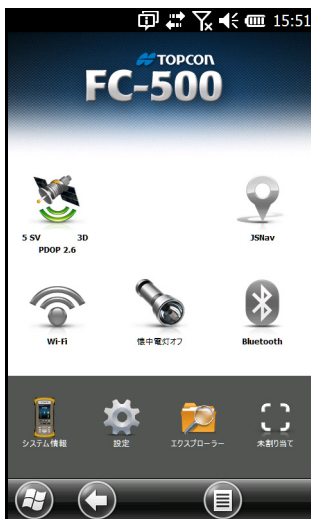 15:51
TOPCON
FC-500
5 SV 3D
PDOP 2.6
JSNav
Wi-Fi
懐中電灯オフ
Bluetooth
システム情報
設定
エクスプローラー
未割り当て